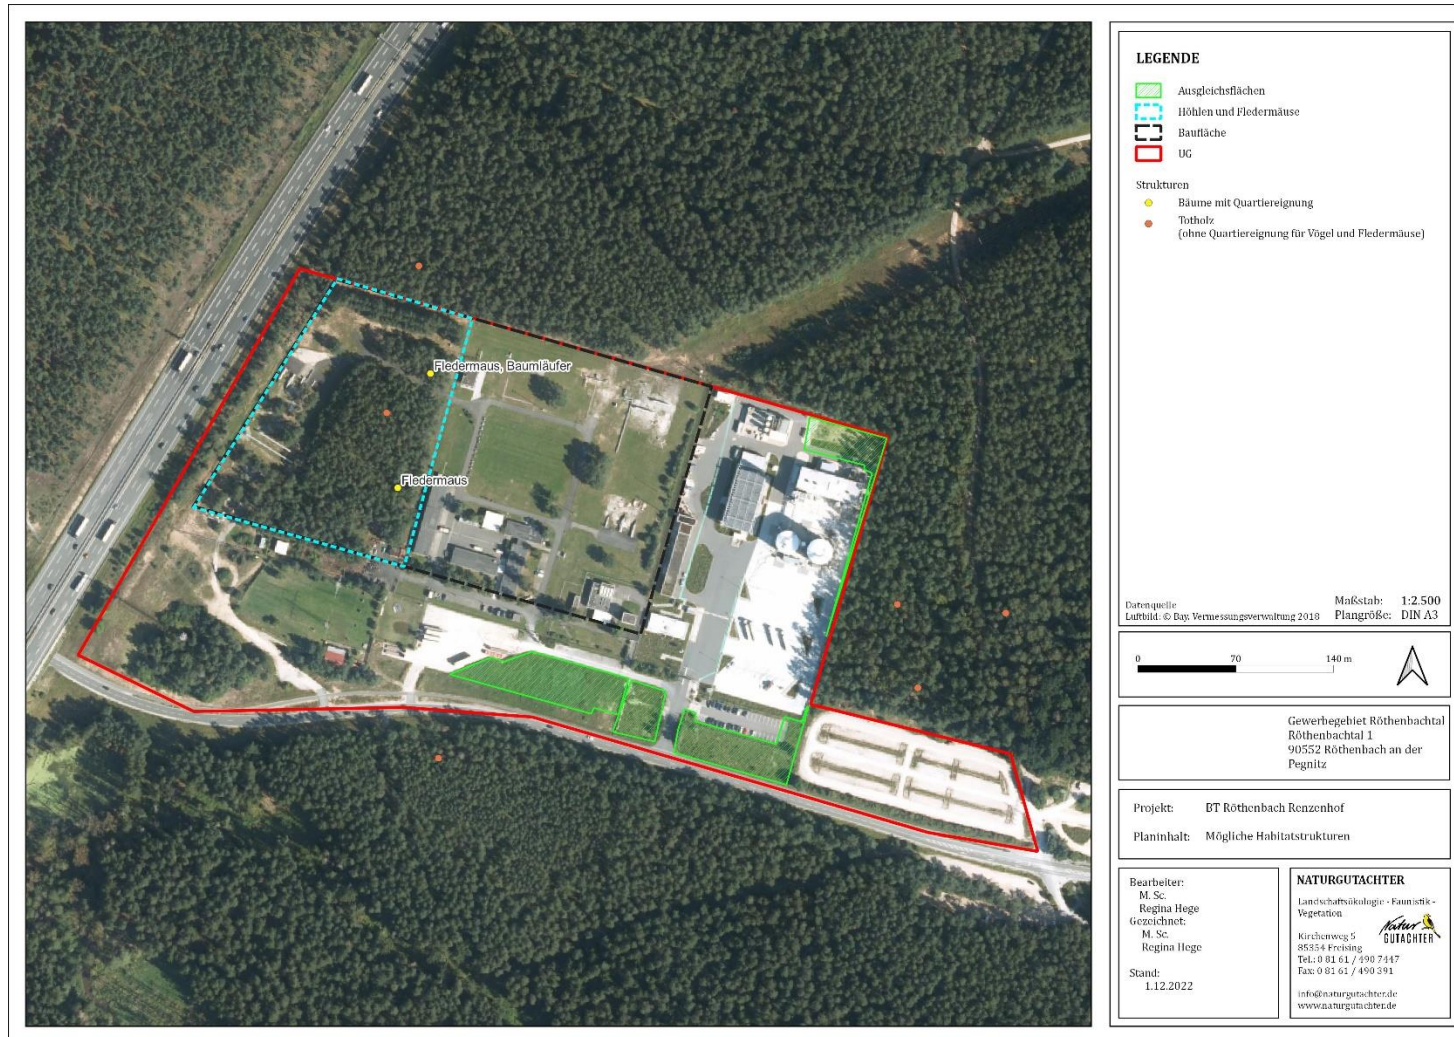 Fledermaus, Baumläufer
Fledermaus
LEGENDE
Ausgleichsflächen
Höhlen und Fledermäuse
Baufläche
UG
Strukturen
Bäume mit Quartiereignung
Totholz
(ohne Quartiereignung für Vögel und Fledermäuse)
Datenquelle
Luftbild: © Bay. Vermessungsverwaltung 2018
Maßstab: 1:2.500
Plangröße: DIN A3
0 70 140 m
Gewerbegebiet Röthenbachtal
Röthenbachtal 1
90552 Röthenbach an der
Pegnitz
Projekt: BT Röthenbach Renzenhof
Planinhalt: Mögliche Habitatstrukturen
Bearbeiter:
M. Sc.
Regina Hege
Gezeichnet:
M. Sc.
Regina Hege
Stand:
1.12.2022
NATURGUTACHTER
Landschaftsökologie - Faunistik -
Vegetation
Natur
GUTACHTER
Kirchenweg 5
85354 Freising
Tel.: 0 81 61 / 490 7447
Fax: 0 81 61 / 490 391
info@naturgutachter.de
www.naturgutachter.de